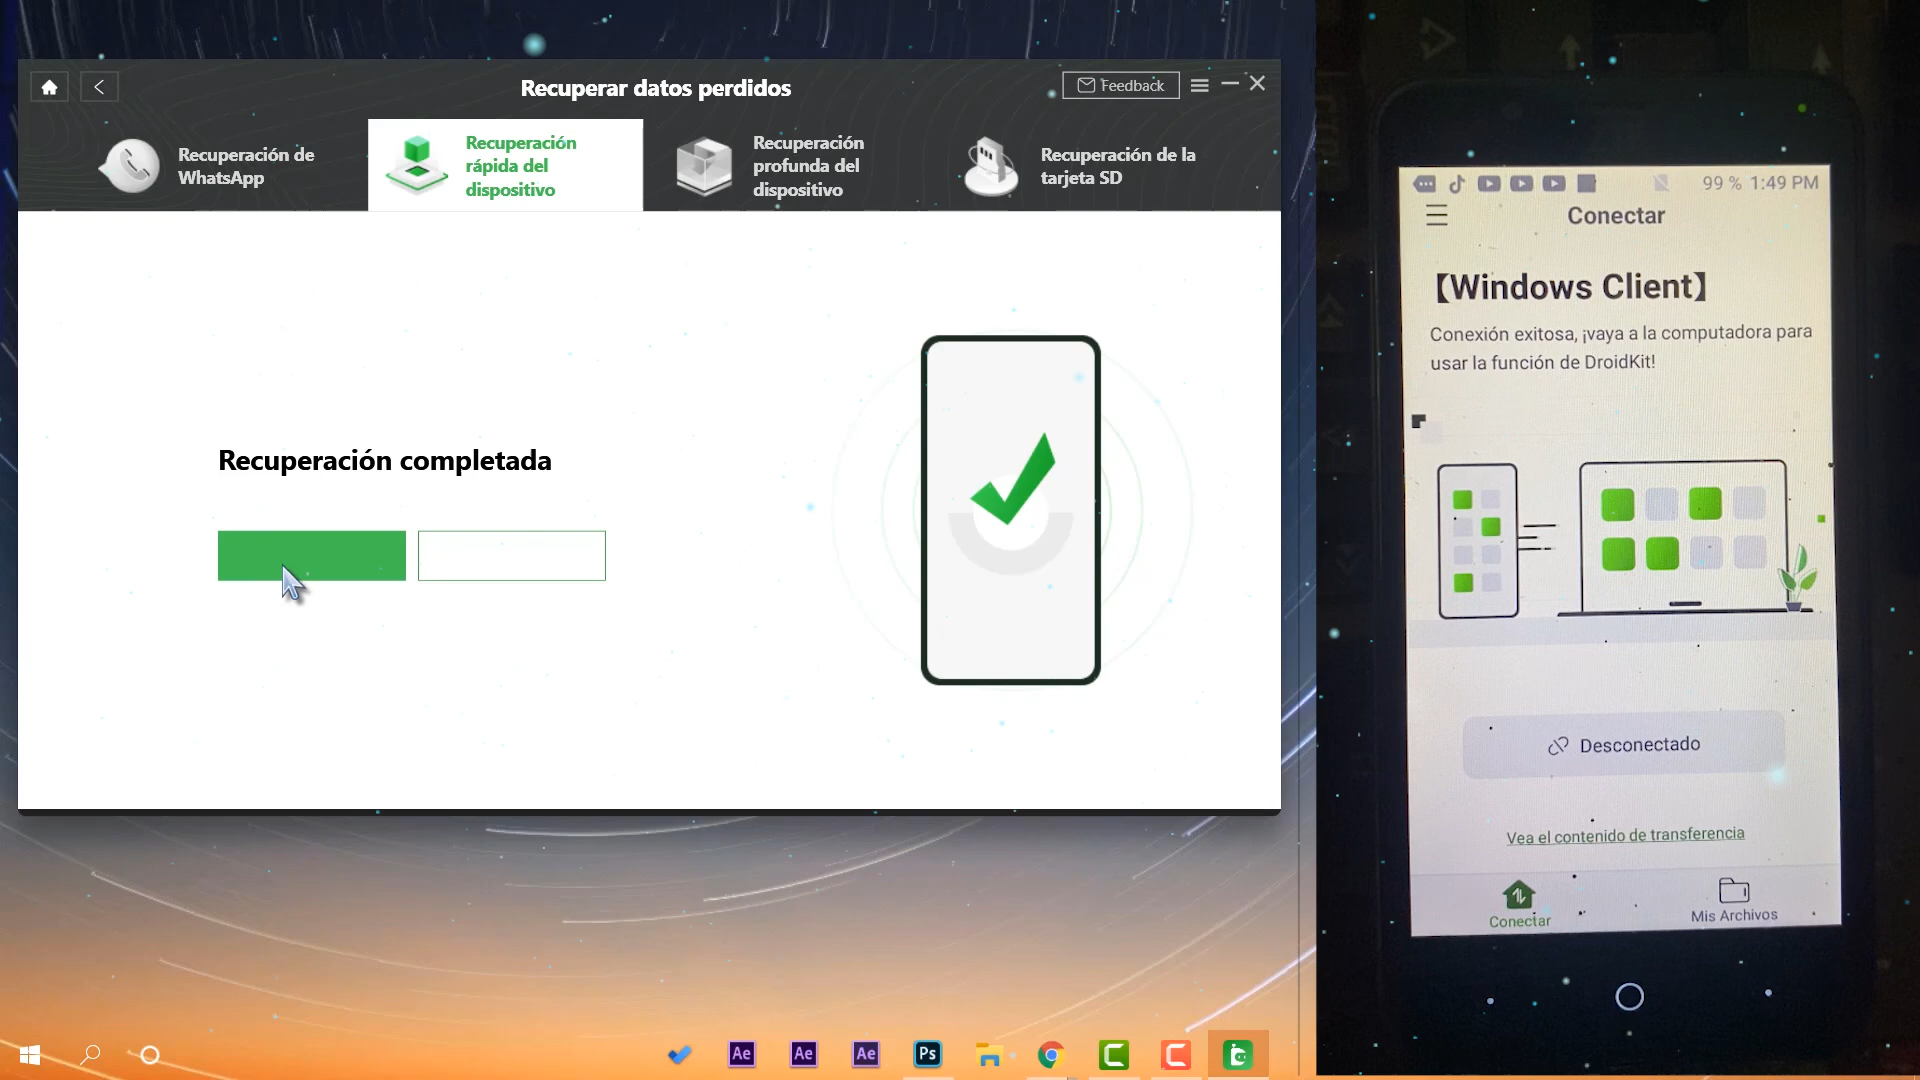 Recuperar datos perdidos
Feedback
Recuperación de
WhatsApp
Recuperación
rápida del
dispositivo
Recuperación
profunda del
dispositivo
Recuperación de la
tarjeta SD
Recuperación completada
99 % 1:49 PM
Conectar
【Windows Client】
Conexión exitosa, ¡vaya a la computadora para
usar la función de DroidKit!
Desconectado
Vea el contenido de transferencia
Conectar
Mis Archivos
Ae
Ae
Ae
Ps